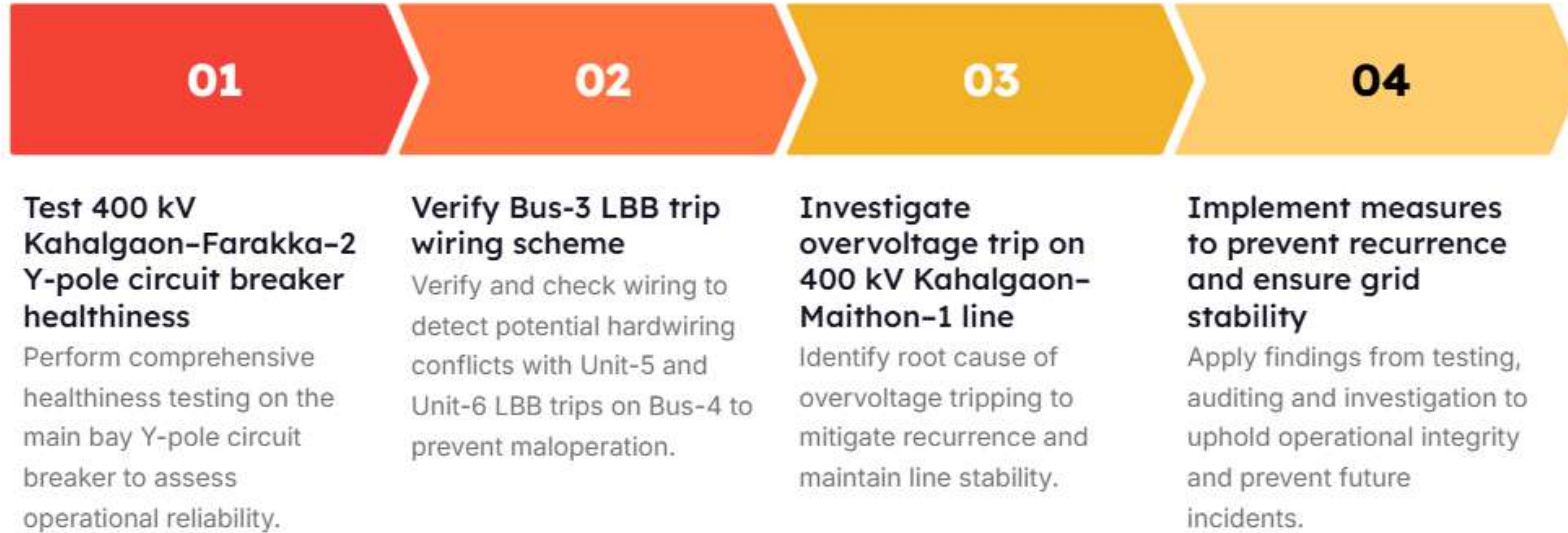 01
Test 400 kV
Kahalgaon–Farakka–2
Y-pole circuit breaker
healthiness
Perform comprehensive
healthiness testing on the
main bay Y-pole circuit
breaker to assess
operational reliability.
02
Verify Bus-3 LBB trip
wiring scheme
Verify and check wiring to
detect potential hardwiring
conflicts with Unit-5 and
Unit-6 LBB trips on Bus-4 to
prevent maloperation.
03
Investigate
overvoltage trip on
400 kV Kahalgaon–
Maithon–1 line
Identify root cause of
overvoltage tripping to
mitigate recurrence and
maintain line stability.
04
Implement measures
to prevent recurrence
and ensure grid
stability
Apply findings from testing,
auditing and investigation to
uphold operational integrity
and prevent future
incidents.